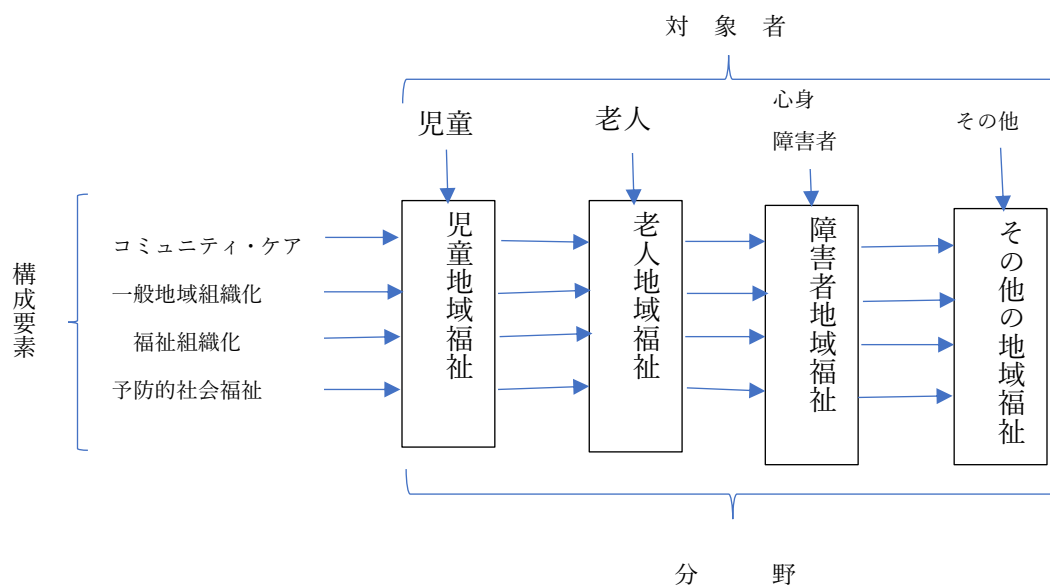 対 象 者
児童
老人
心身
障害者
その他
構成要素
コミュニティ・ケア
一般地域組織化
福祉組織化
予防的社会福祉
児童地域福祉
老人地域福祉
障害者地域福祉
その他の地域福祉
分 野